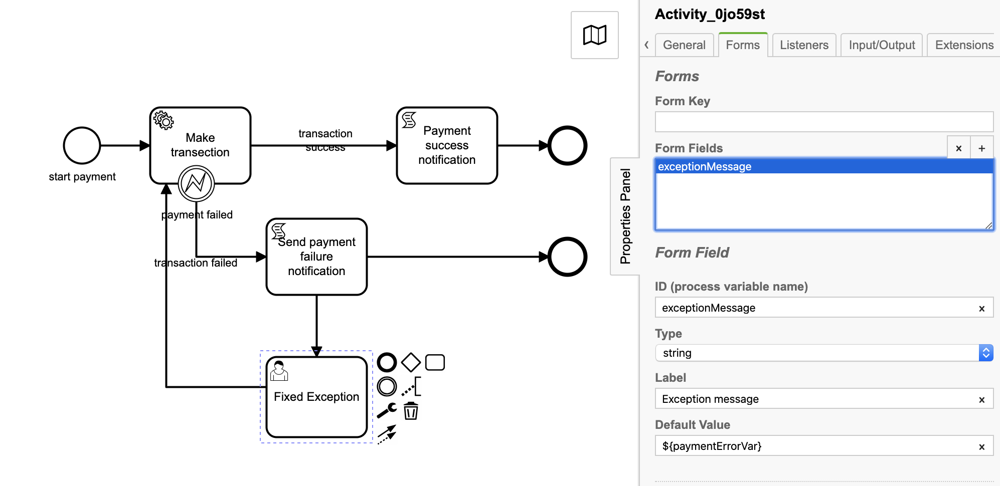 start payment
Make
transection
transaction
success
Payment
success
notification
payment failed
transaction failed
Send payment
failure
notification
Fixed Exception
Properties Panel
Activity_0jo59st
General
Forms
Listeners
Input/Output
Extensions
Forms
Form Key
Form Fields
x
+
exceptionMessage
Form Field
ID (process variable name)
exceptionMessage
x
Type
string
Label
Exception message
x
Default Value
${paymentErrorVar}
x